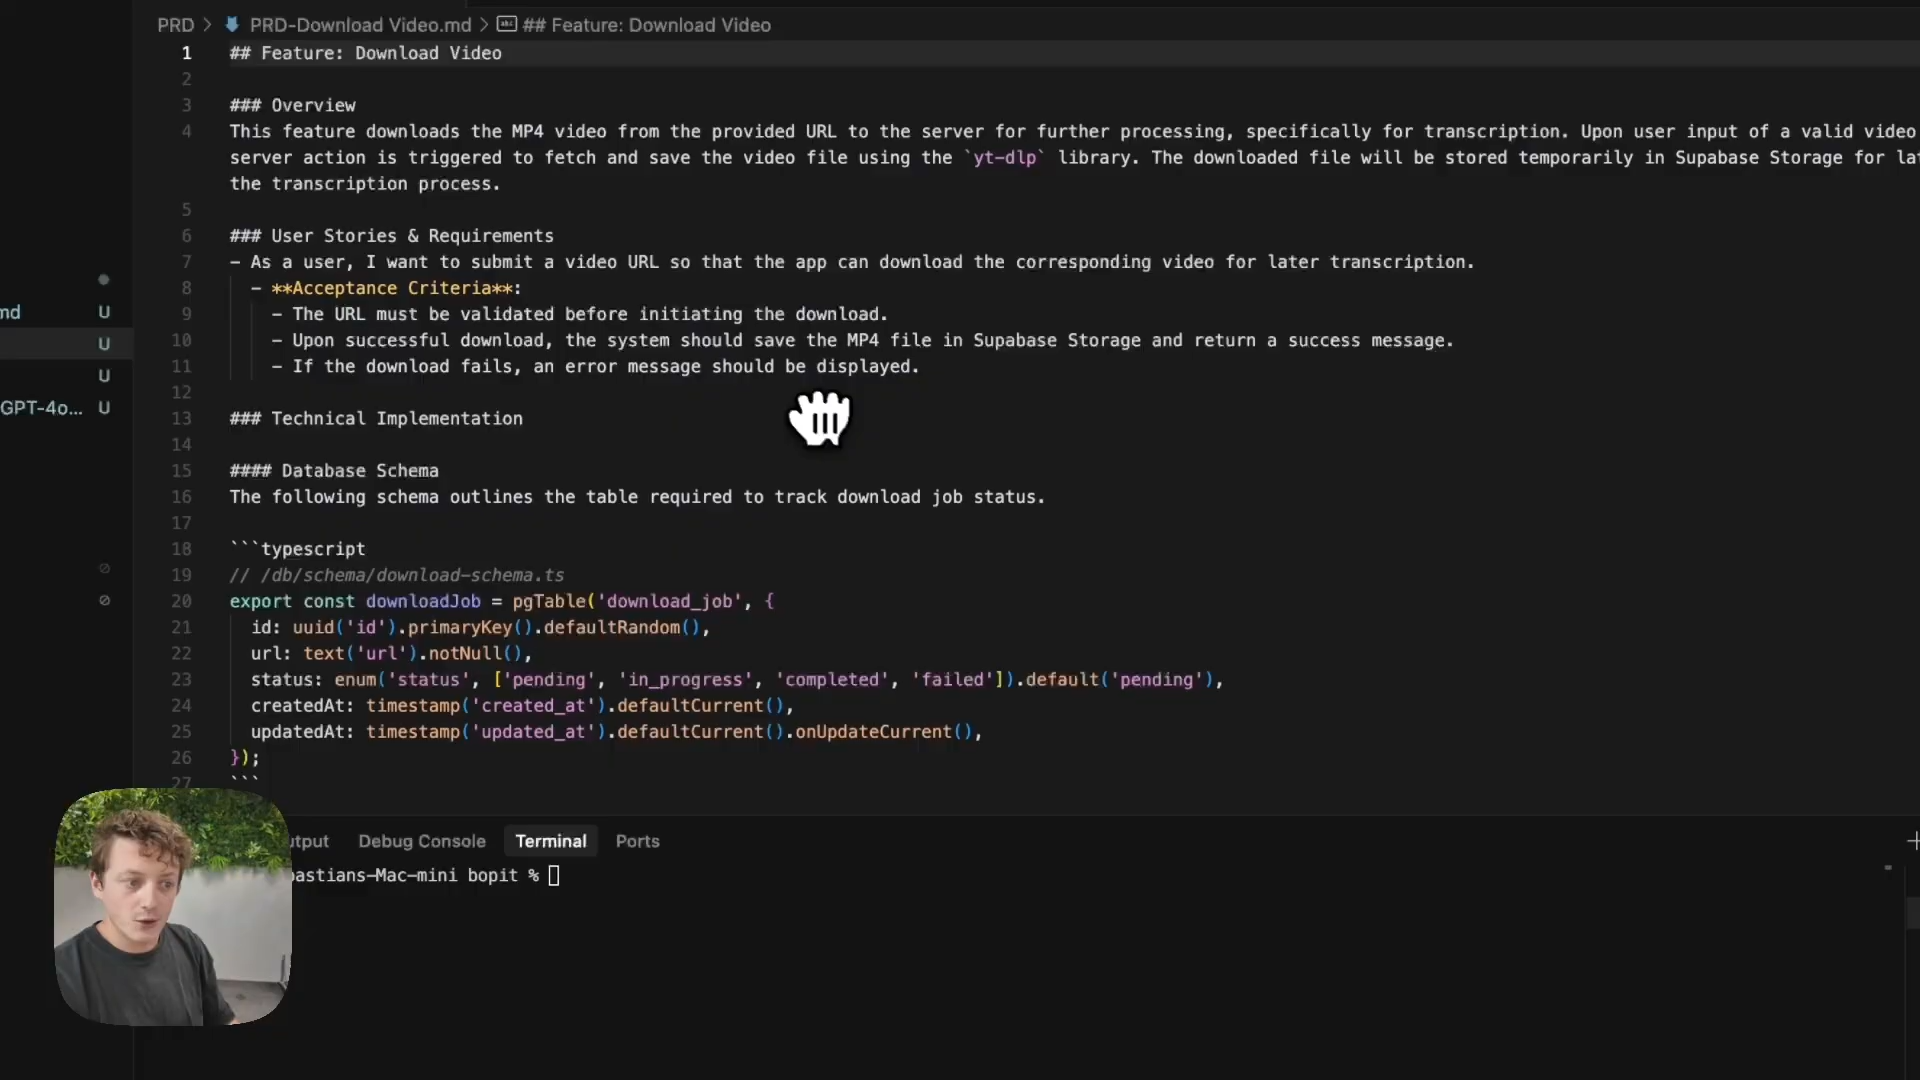 PRD > PRD-Download Video.md > ## Feature: Download Video
1 ## Feature: Download Video
2
3 ### Overview
4 This feature downloads the MP4 video from the provided URL to the server for further processing, specifically for transcription. Upon user input of a valid video
server action is triggered to fetch and save the video file using the `yt-dlp` library. The downloaded file will be stored temporarily in Supabase Storage for lat
the transcription process.
5
6 ### User Stories & Requirements
7 - As a user, I want to submit a video URL so that the app can download the corresponding video for later transcription.
8 - **Acceptance Criteria**:
9 - The URL must be validated before initiating the download.
10 - Upon successful download, the system should save the MP4 file in Supabase Storage and return a success message.
11 - If the download fails, an error message should be displayed.
12
13 ### Technical Implementation
14
15 #### Database Schema
16 The following schema outlines the table required to track download job status.
17
18 ```typescript
19 // /db/schema/download-schema.ts
20 export const downloadJob = pgTable('download_job', {
21 id: uuid('id').primaryKey().defaultRandom(),
22 url: text('url').notNull(),
23 status: enum('status', ['pending', 'in_progress', 'completed', 'failed']).default('pending'),
24 createdAt: timestamp('created_at').defaultCurrent(),
25 updatedAt: timestamp('updated_at').defaultCurrent().onUpdateCurrent(),
26 });
27 ```
md U
U
U
GPT-4o... U
utput Debug Console Terminal Ports
bastians-Mac-mini bopit %